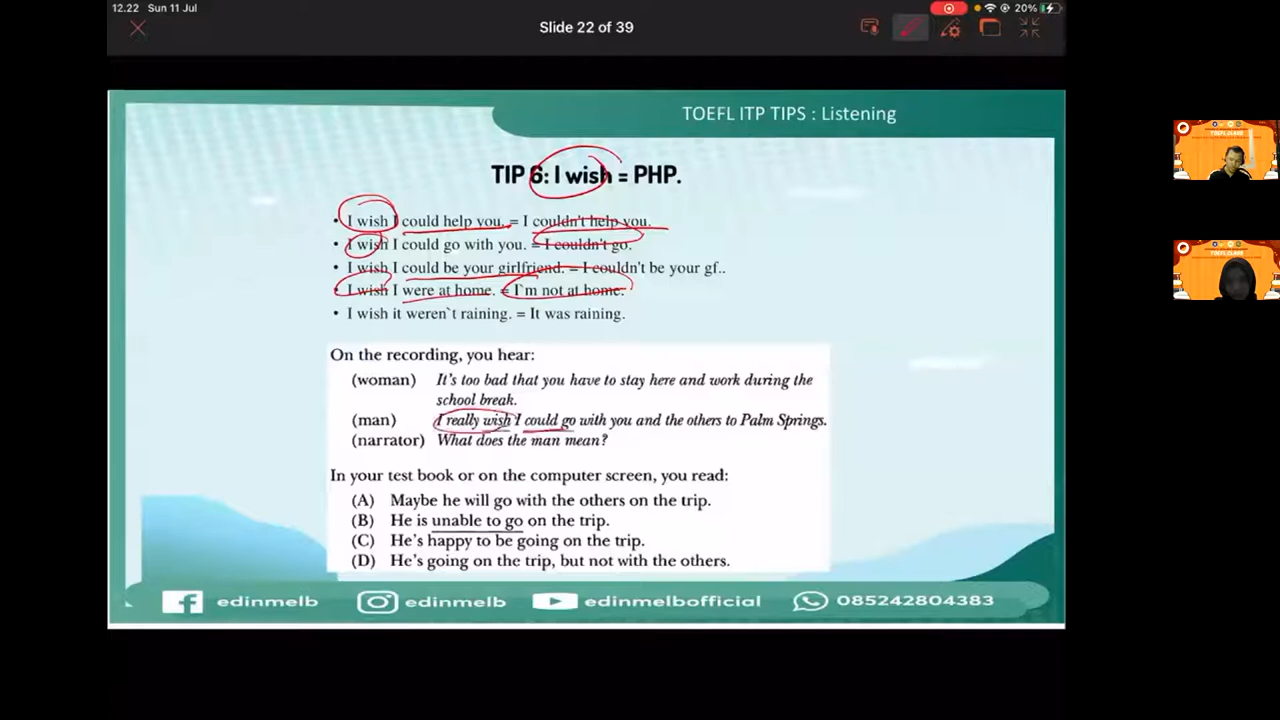 12.22 Sun 11 Jul
20%
Slide 22 of 39
TOEFL ITP TIPS : Listening
TIP 6: I wish = PHP.
• I wish I could help you. = I couldn't help you.
• I wish I could go with you. = I couldn't go.
• I wish I could be your girlfriend. = I couldn't be your gf..
• I wish I were at home. = I`m not at home.
• I wish it weren`t raining. = It was raining.
On the recording, you hear:
(woman) It's too bad that you have to stay here and work during the
school break.
(man) I really wish I could go with you and the others to Palm Springs.
(narrator) What does the man mean?
In your test book or on the computer screen, you read:
(A) Maybe he will go with the others on the trip.
(B) He is unable to go on the trip.
(C) He's happy to be going on the trip.
(D) He's going on the trip, but not with the others.
edinmelb edinmelb edinmelbofficial 085242804383
TOEFL CLASS
TOEFL CLASS